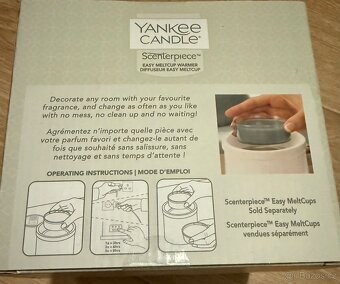 YANKEE
CANDLE®
Scenterpiece™
EASY MELTCUP WARMER
DIFFUSEUR EASY MELTCUP
Decorate any room with your favourite
fragrance, and change as often as you like
with no mess, no clean up and no waiting!
Agrémentez n'importe quelle pièce avec
votre parfum favori et changez-le autant de
fois que souhaité sans salissure, sans
nettoyage et sans temps d'attente !
OPERATING INSTRUCTIONS | MODE D'EMPLOI
Scenterpiece™ Easy MeltCups
Sold Separately
Scenterpiece™ Easy MeltCups
vendues séparément